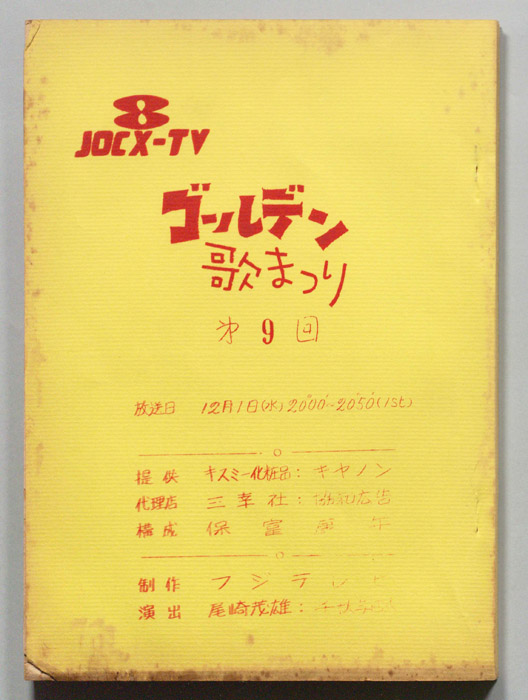 8
JOCX-TV
ゴールデン
歌まつり
第9回
放送日 12月1日(水) 20°00'~20°50'(1st)
提供 キスミー化粧品:キヤノン
代理店 三幸社:協和広告
構成 保富康午
制作 フジテレビ
演出 尾崎茂雄: